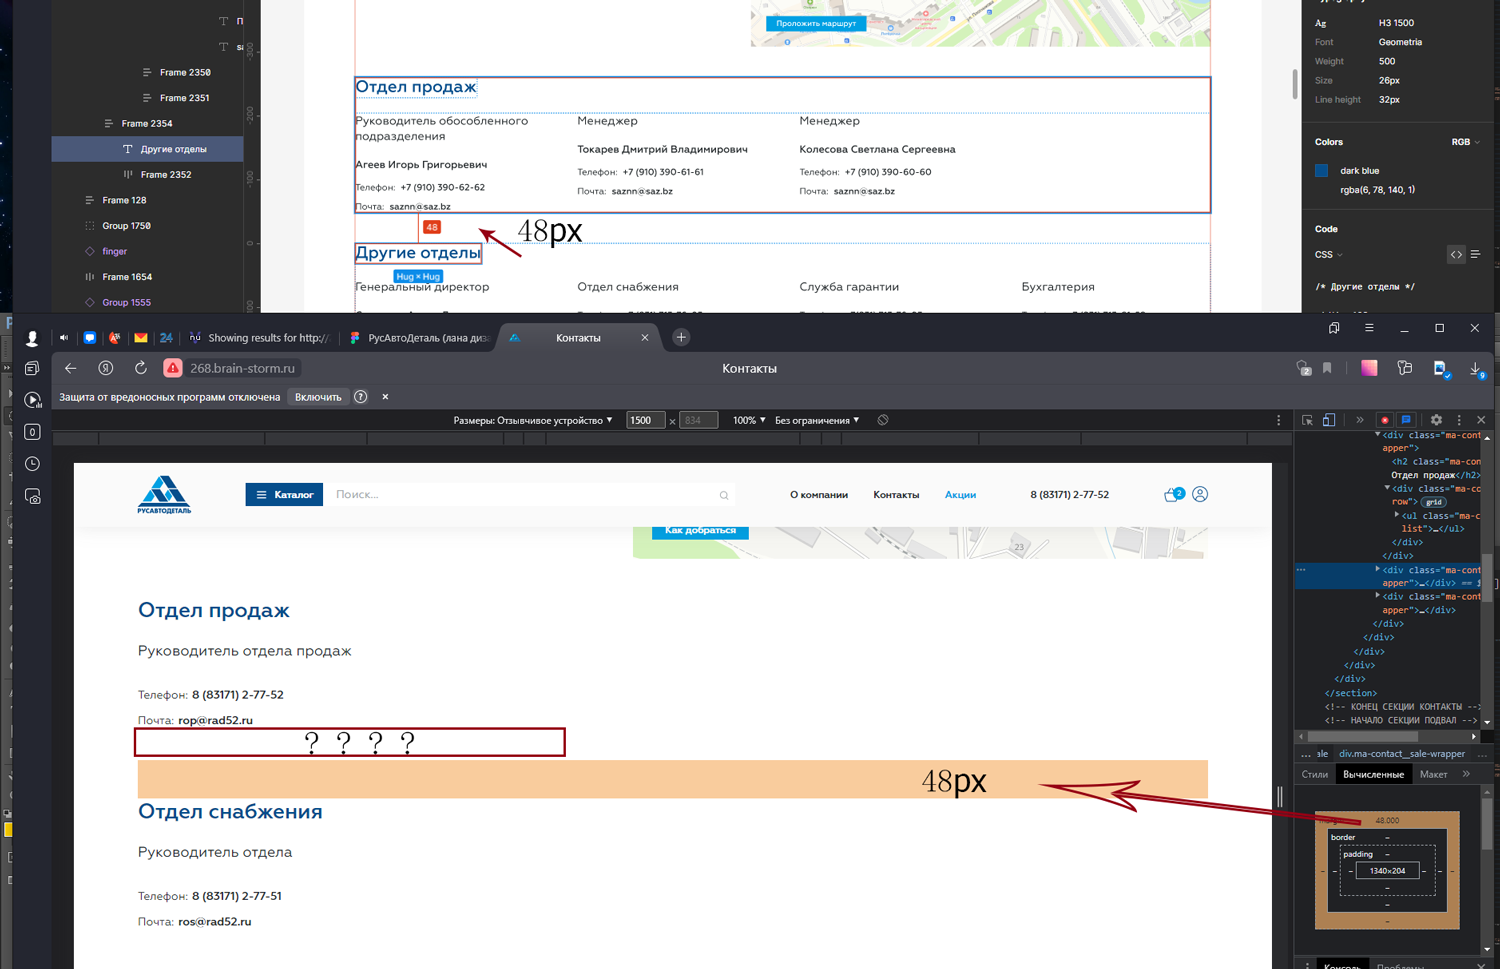 Frame 2350
Frame 2351
Frame 2354
Другие отделы
Frame 2352
Frame 128
Group 1750
finger
Frame 1654
Group 1555
Проложить маршрут
Отдел продаж
Руководитель обособленного
подразделения
Агеев Игорь Григорьевич
Телефон: +7 (910) 390-62-62
Почта: saznn@saz.bz
Менеджер
Токарев Дмитрий Владимирович
Телефон: +7 (910) 390-61-61
Почта: saznn@saz.bz
Менеджер
Колесова Светлана Сергеевна
Телефон: +7 (910) 390-60-60
Почта: saznn@saz.bz
48
48px
Другие отделы
Hug × Hug
Генеральный директор
Отдел снабжения
Служба гарантии
Бухгалтерия
Ag H3 1500
Font Geometria
Weight 500
Size 26px
Line height 32px
Colors RGB
dark blue
rgba(6, 78, 140, 1)
Code
CSS
/* Другие отделы */
24
Showing results for http://
РусАвтоДеталь (лана диза
Контакты
268.brain-storm.ru
Контакты
2
9
Защита от вредоносных программ отключена Включить ? ×
Размеры: Отзывчивое устройство ▼ 1500 × 834 100% ▼ Без ограничения ▼
РУСАВТОДЕТАЛЬ
Каталог
Поиск...
О компании
Контакты
Акции
8 (83171) 2-77-52
2
Как добраться
23
Отдел продаж
Руководитель отдела продаж
Телефон: 8 (83171) 2-77-52
Почта: rop@rad52.ru
? ? ? ?
48px
Отдел снабжения
Руководитель отдела
Телефон: 8 (83171) 2-77-51
Почта: ros@rad52.ru
<div class="ma-cont
apper">
<h2 class="ma-con
Отдел продаж</h2>
<div class="ma-co
row"> grid
<ul class="ma-c
list">…</ul>
</div>
</div>
<div class="ma-cont
apper">…</div> ==
<div class="ma-cont
apper">…</div>
</div>
</div>
</div>
</div>
</div>
</section>
<!-- КОНЕЦ СЕКЦИИ КОНТАКТЫ -->
<!-- НАЧАЛО СЕКЦИИ ПОДВАЛ -->
... ale div.ma-contact__sale-wrapper ...
Стили Вычисленные Макет »
48.000
border –
padding –
1340×204
Консоль Проблемы